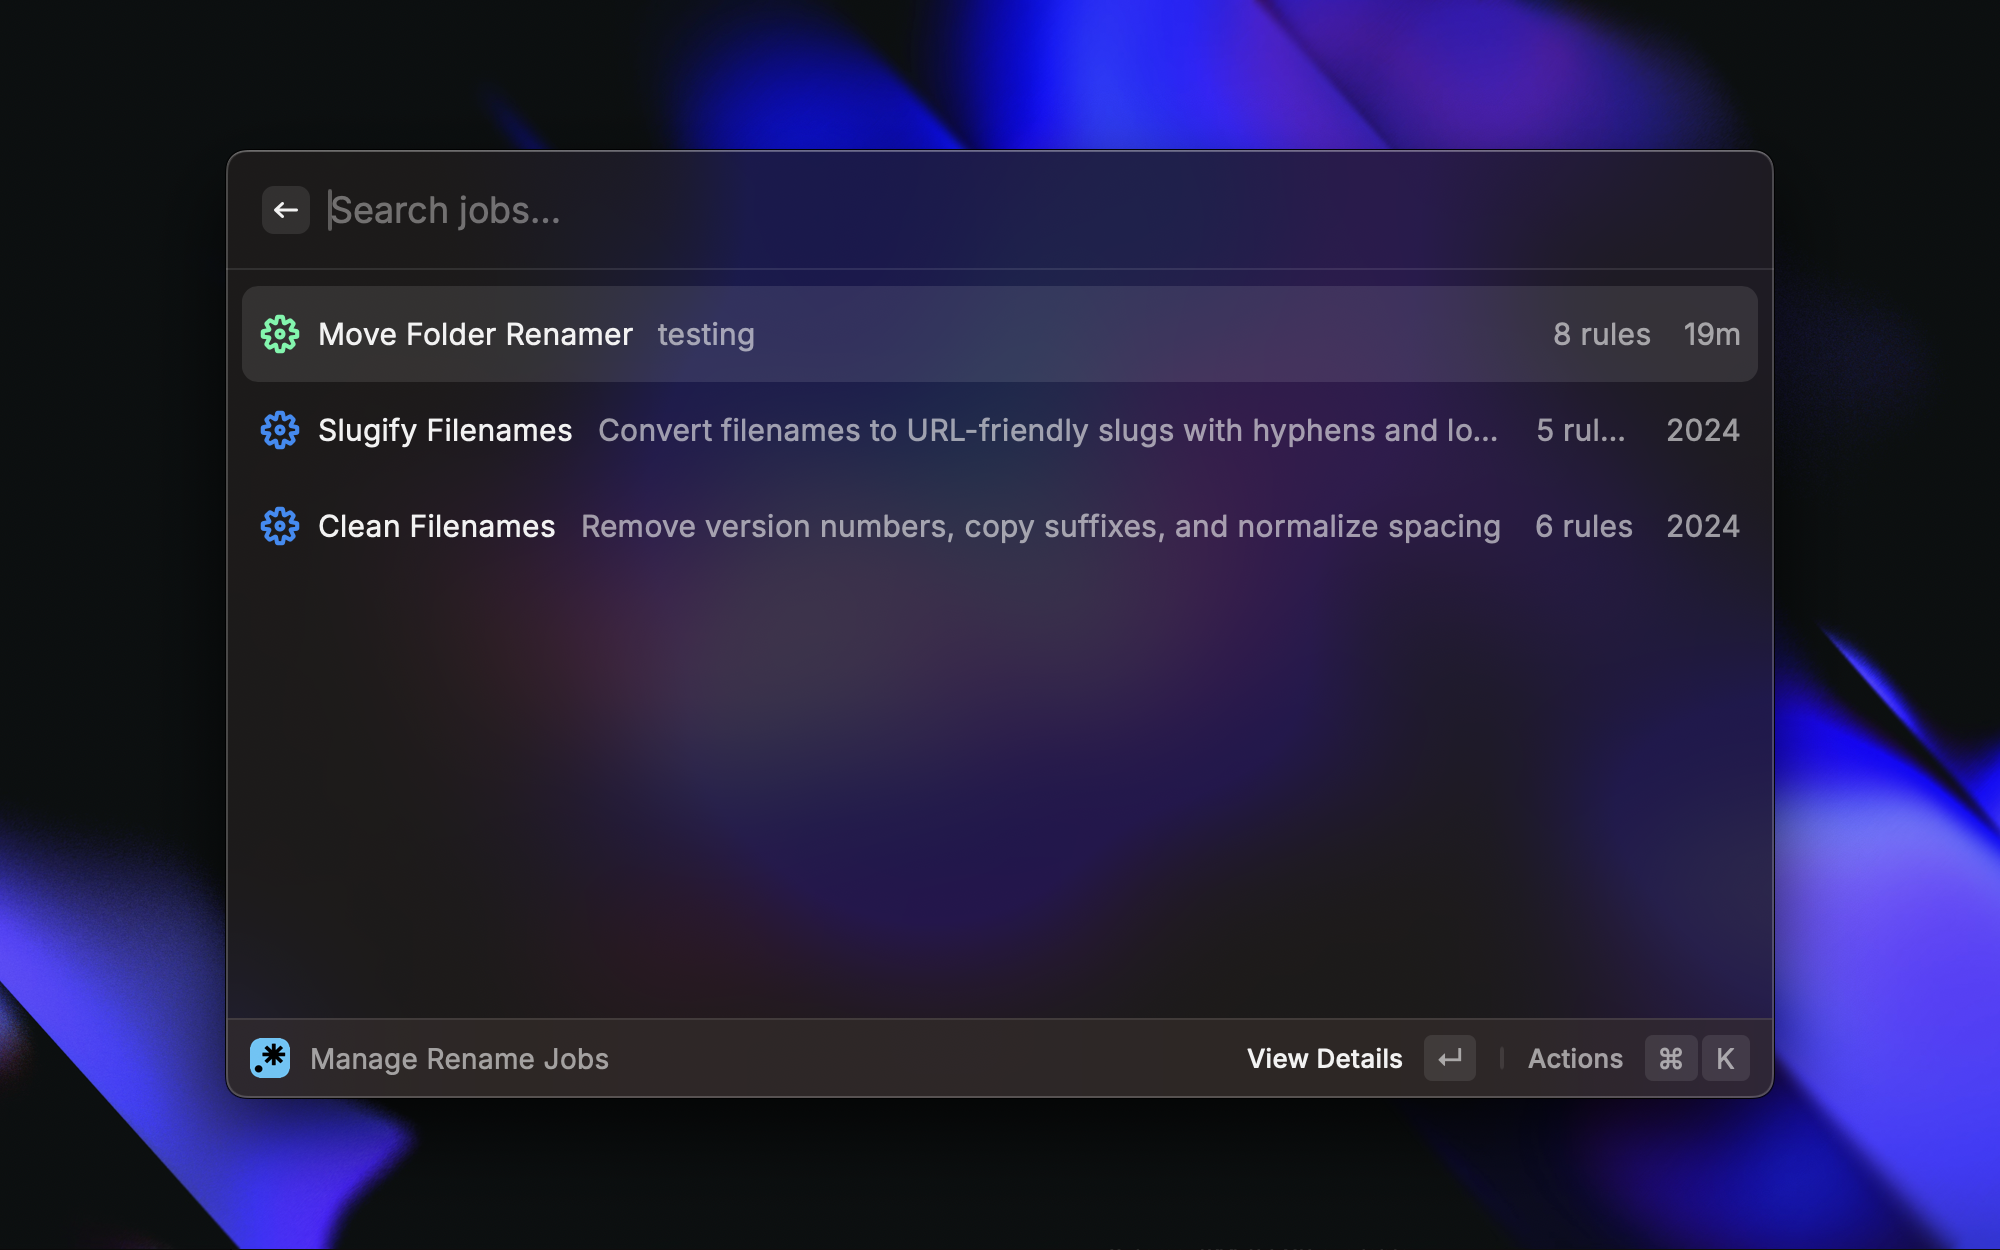 Search jobs...
Move Folder Renamer testing 8 rules 19m
Slugify Filenames Convert filenames to URL-friendly slugs with hyphens and lo... 5 rul... 2024
Clean Filenames Remove version numbers, copy suffixes, and normalize spacing 6 rules 2024
Manage Rename Jobs View Details ↵ Actions ⌘ K